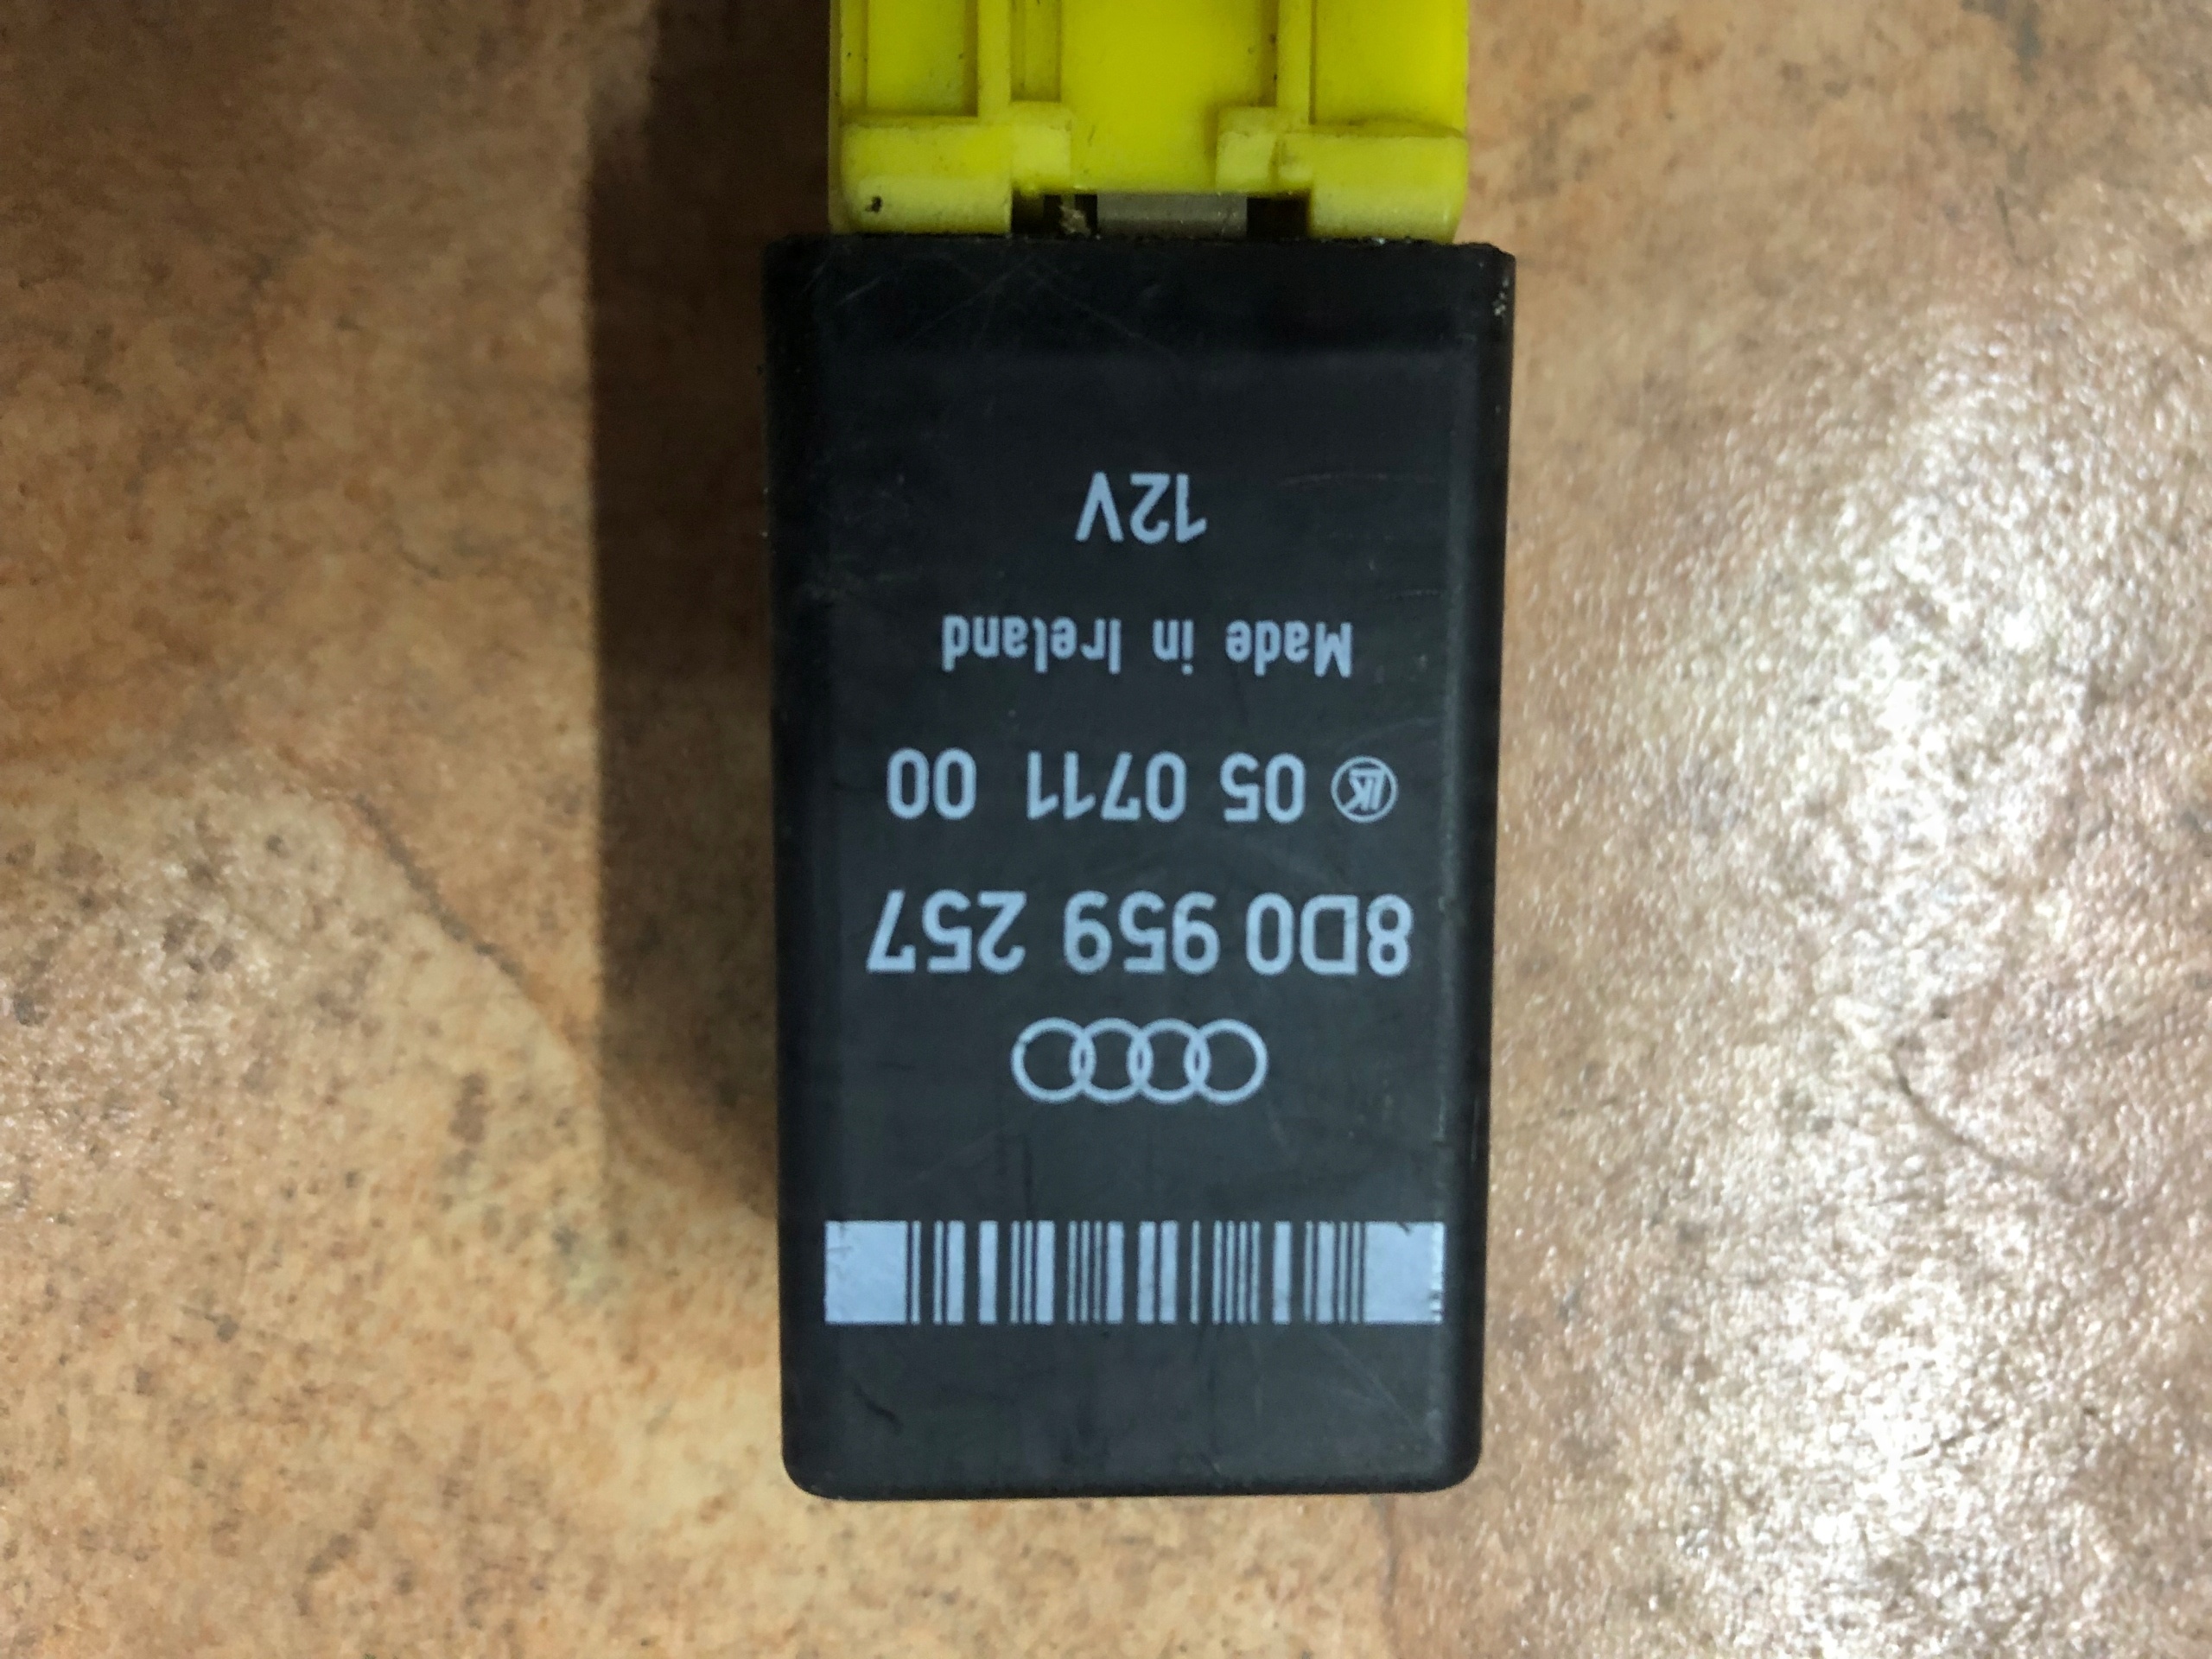 8D0 959 257
05 0711 00
Made in Ireland
12V